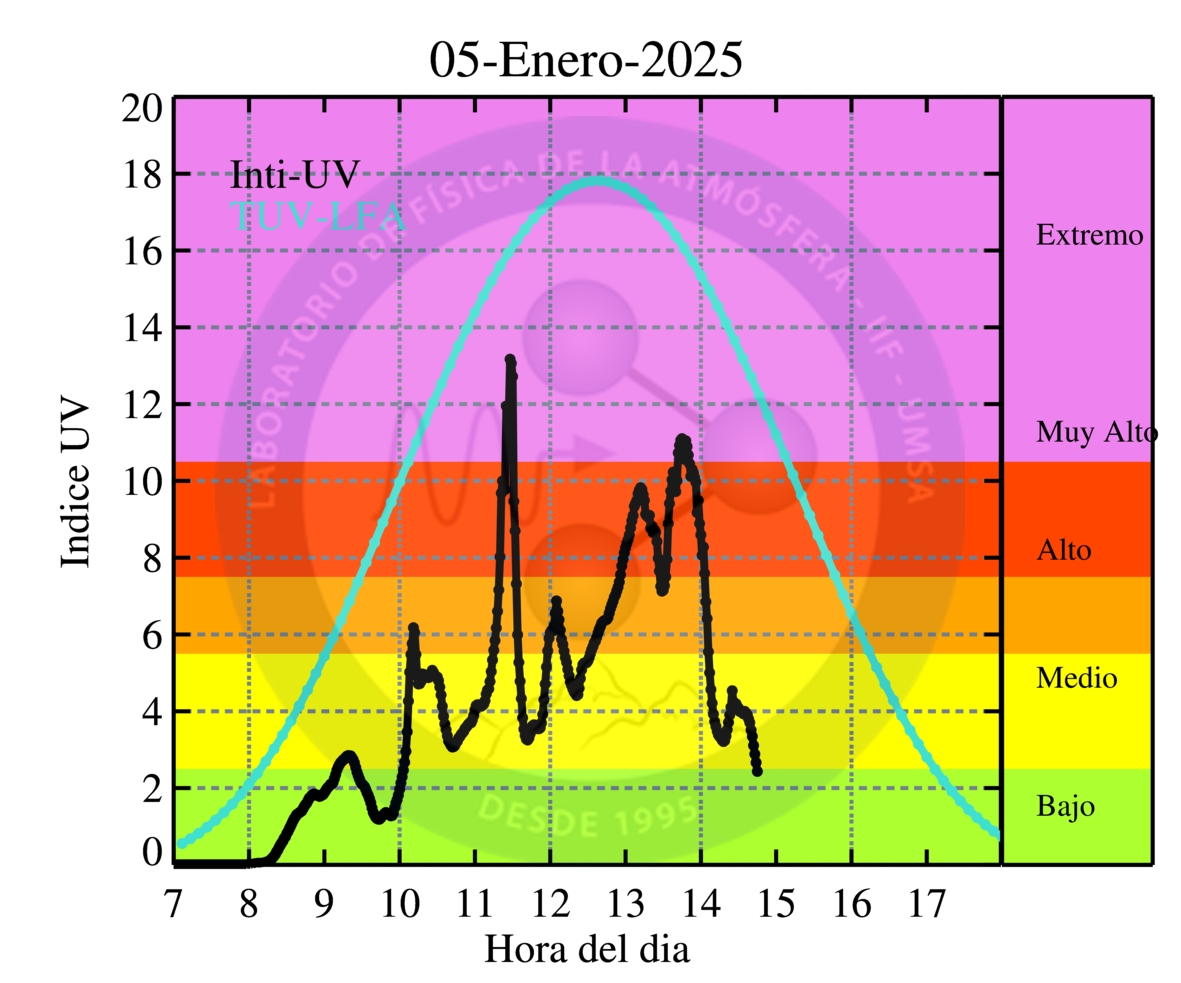 05-Enero-2025
20
18
16
14
12
10
8
6
4
2
0
Indice UV
Inti-UV
TUV-LFA
LABORATORIO DE FÍSICA DE LA ATMÓSFERA - IIF - UMSA
DESDE 1995
Extremo
Muy Alto
Alto
Medio
Bajo
7 8 9 10 11 12 13 14 15 16 17
Hora del dia